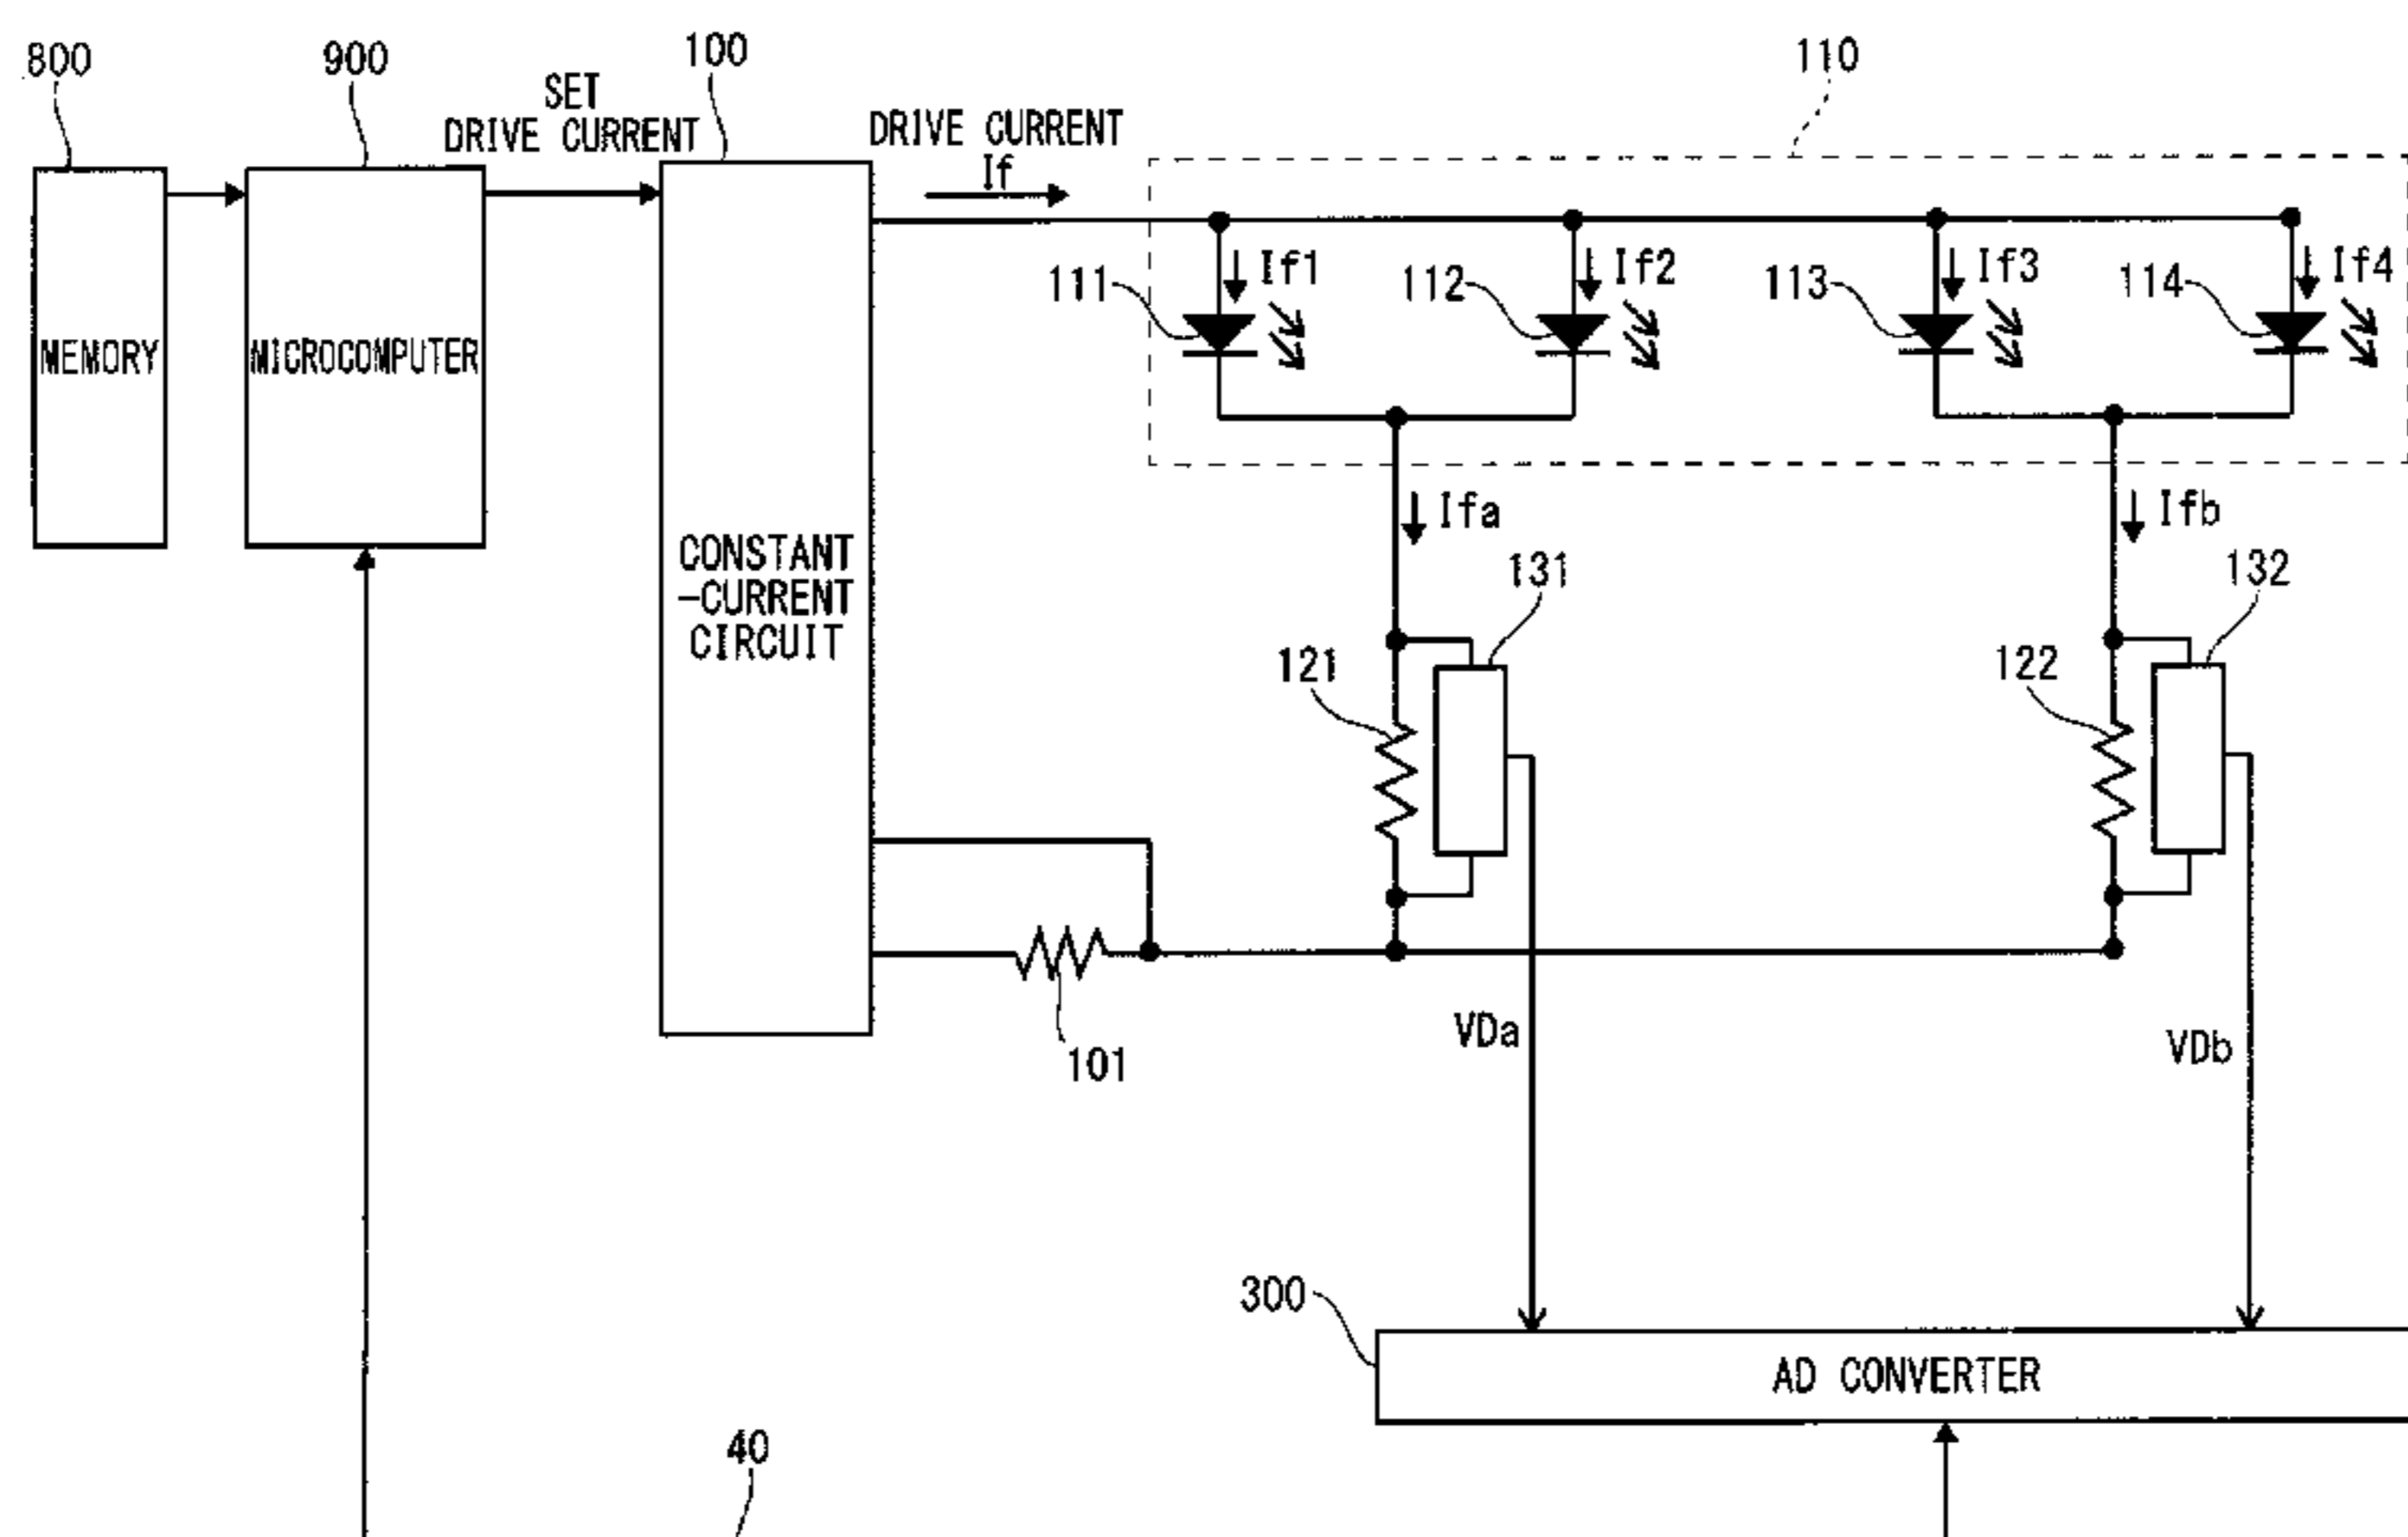 800
900
100
110
SET
DRIVE CURRENT
DRIVE CURRENT
If
If1
If2
If3
If4
111
112
113
114
MEMORY
MICROCOMPUTER
CONSTANT
-CURRENT
CIRCUIT
Ifa
Ifb
131
132
121
122
101
VDa
VDb
300
AD CONVERTER
40